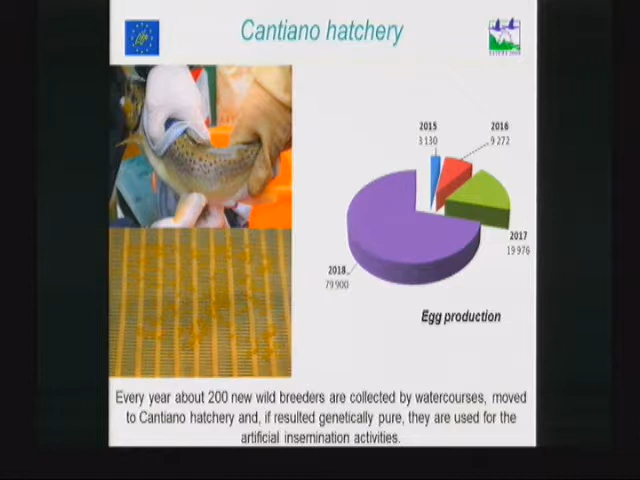 Cantiano hatchery
2015
3 130
2016
9 272
2017
19 976
2018
79 900
Egg production
Every year about 200 new wild breeders are collected by watercourses, moved
to Cantiano hatchery and, if resulted genetically pure, they are used for the
artificial insemination activities.